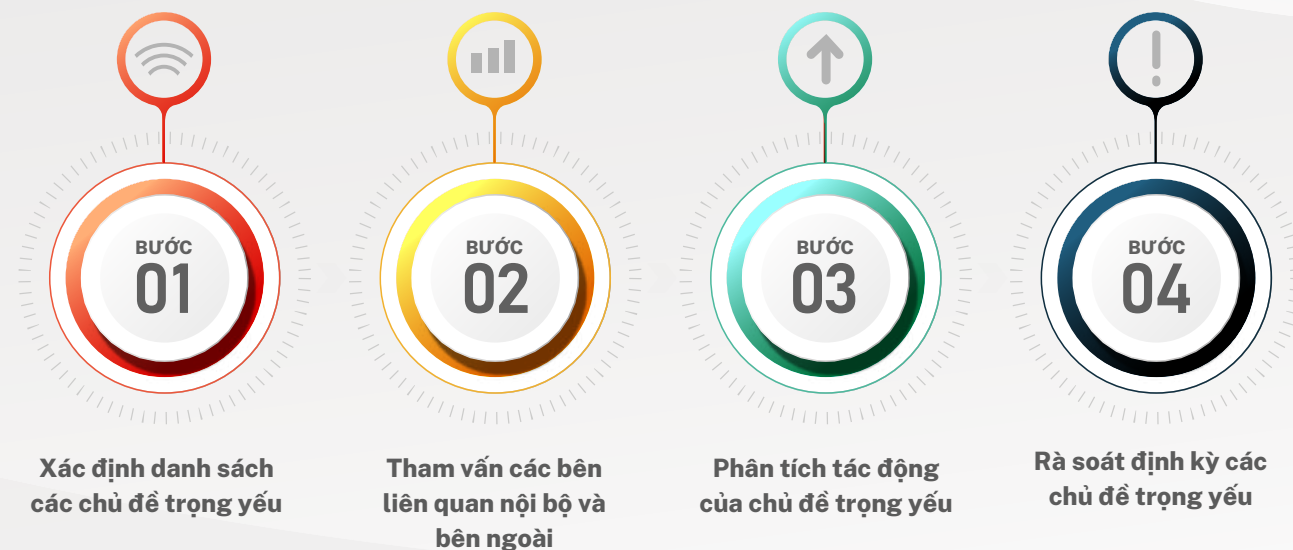 BƯỚC
01
BƯỚC
02
BƯỚC
03
BƯỚC
04
Xác định danh sách
các chủ đề trọng yếu
Tham vấn các bên
liên quan nội bộ và
bên ngoài
Phân tích tác động
của chủ đề trọng yếu
Rà soát định kỳ các
chủ đề trọng yếu